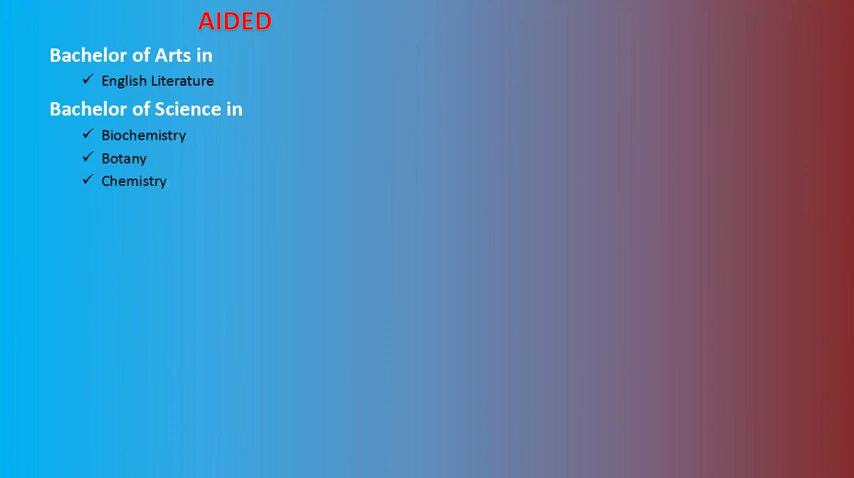 AIDED
Bachelor of Arts in
✓ English Literature
Bachelor of Science in
✓ Biochemistry
✓ Botany
✓ Chemistry